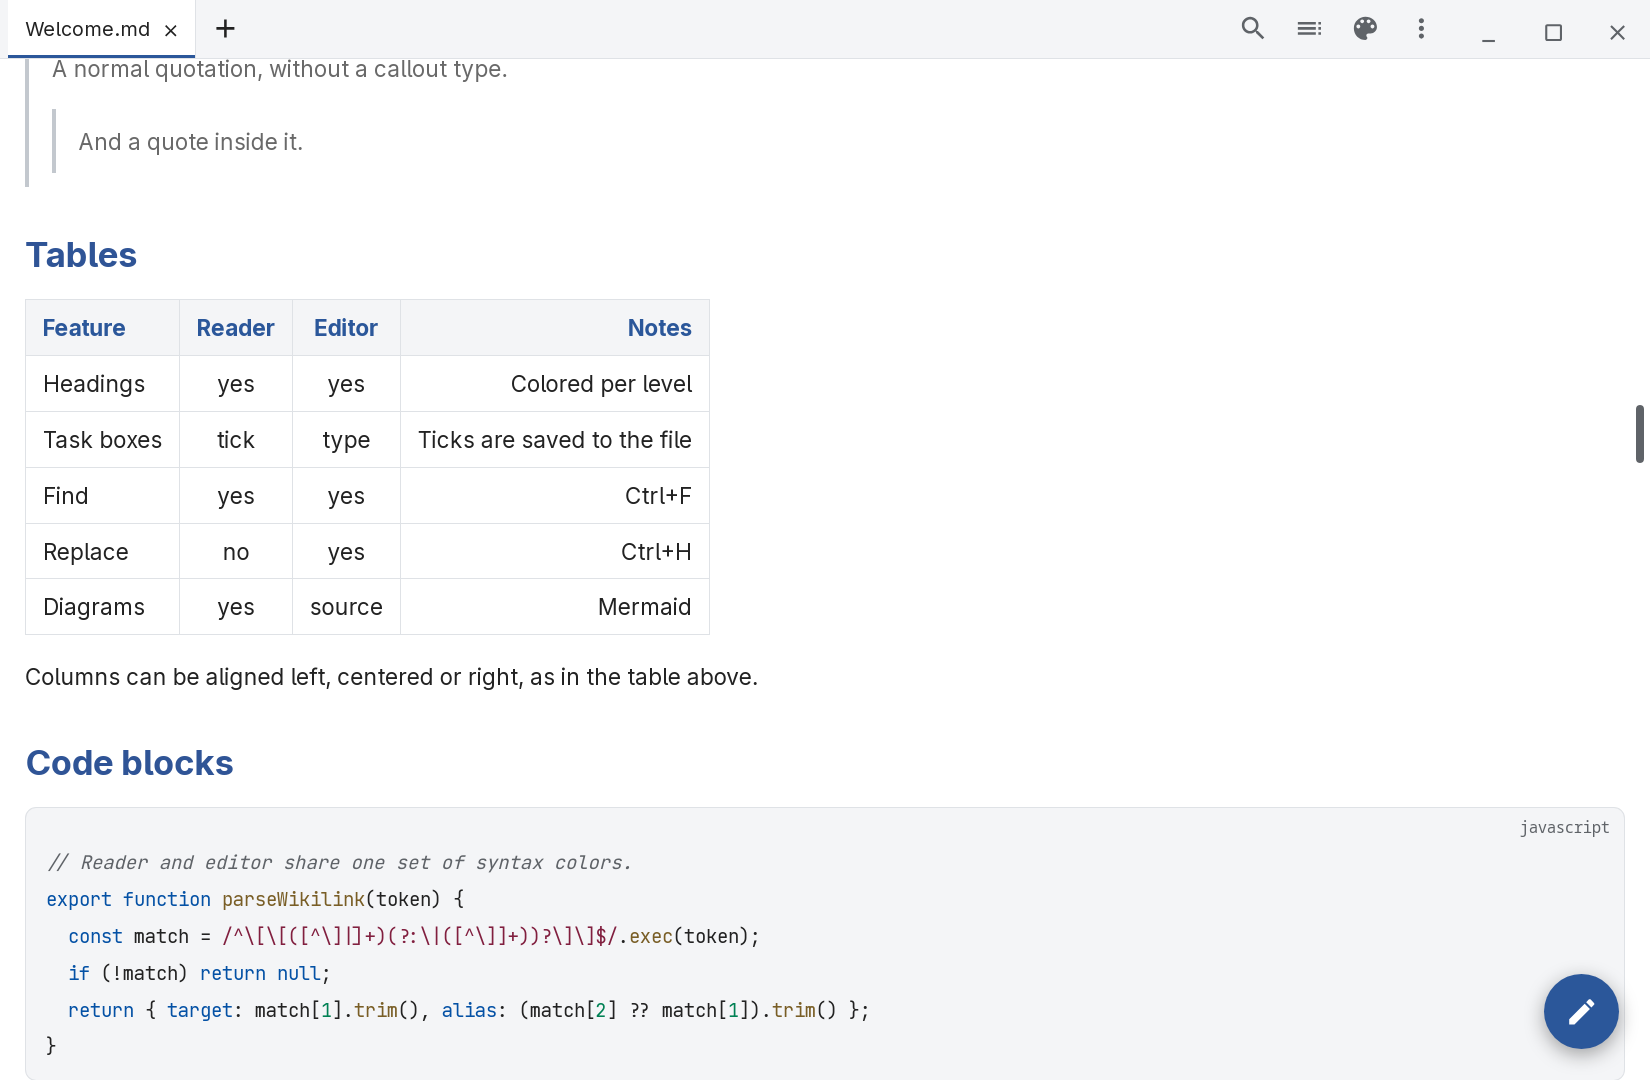 Welcome.md
A normal quotation, without a callout type.
And a quote inside it.
Tables
Feature Reader Editor Notes
Headings yes yes Colored per level
Task boxes tick type Ticks are saved to the file
Find yes yes Ctrl+F
Replace no yes Ctrl+H
Diagrams yes source Mermaid
Columns can be aligned left, centered or right, as in the table above.
Code blocks
javascript
// Reader and editor share one set of syntax colors.
export function parseWikilink(token) {
  const match = /^\[\[([^\]|]+)(?:\|([^\]]+))?\]\]$/.exec(token);
  if (!match) return null;
  return { target: match[1].trim(), alias: (match[2] ?? match[1]).trim() };
}